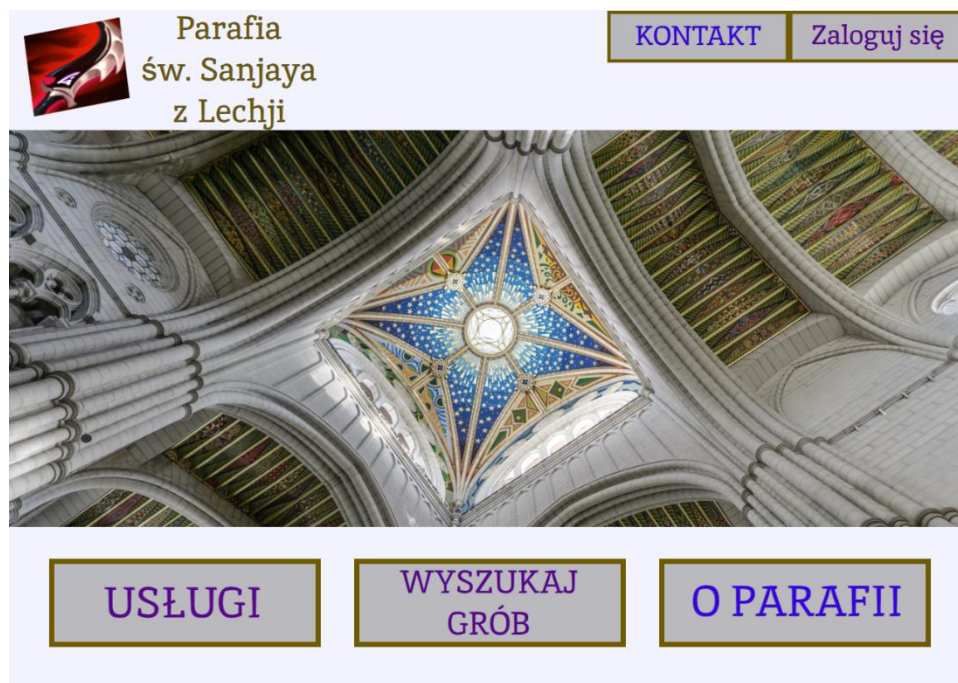 Parafia
św. Sanjaya
z Lechji
KONTAKT
Zaloguj się
USŁUGI
WYSZUKAJ
GRÓB
O PARAFII